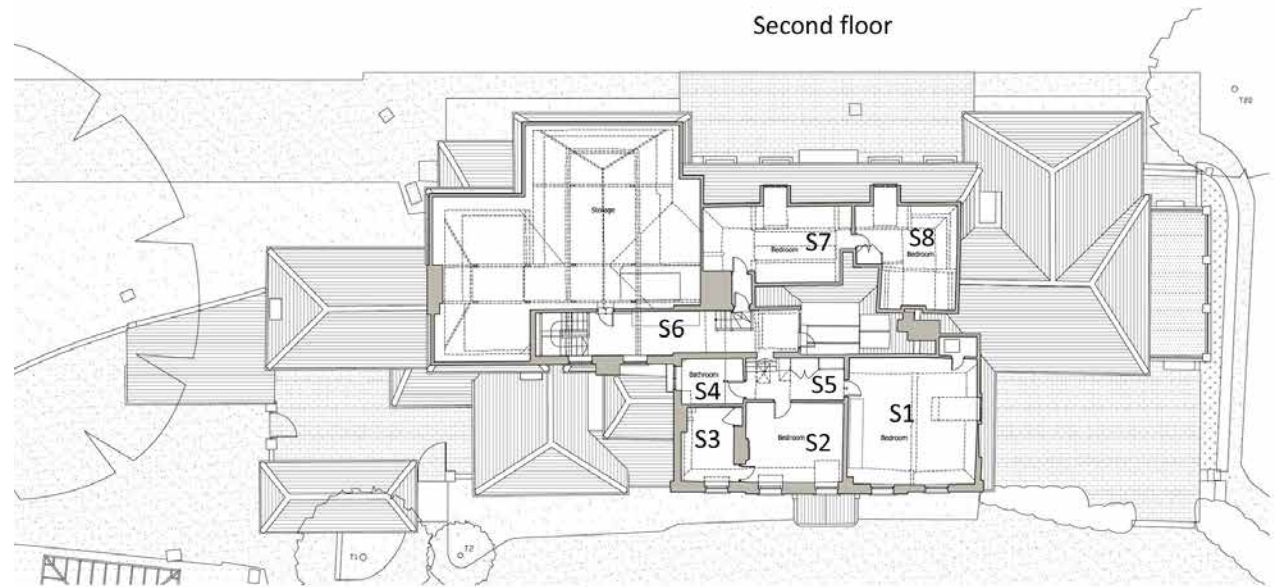 Second floor
T20
Storage
S7
Bedroom
S8
Bedroom
S6
Bathroom
S4
S5
S1
Bedroom
S3
Bedroom
S2
T1
T2